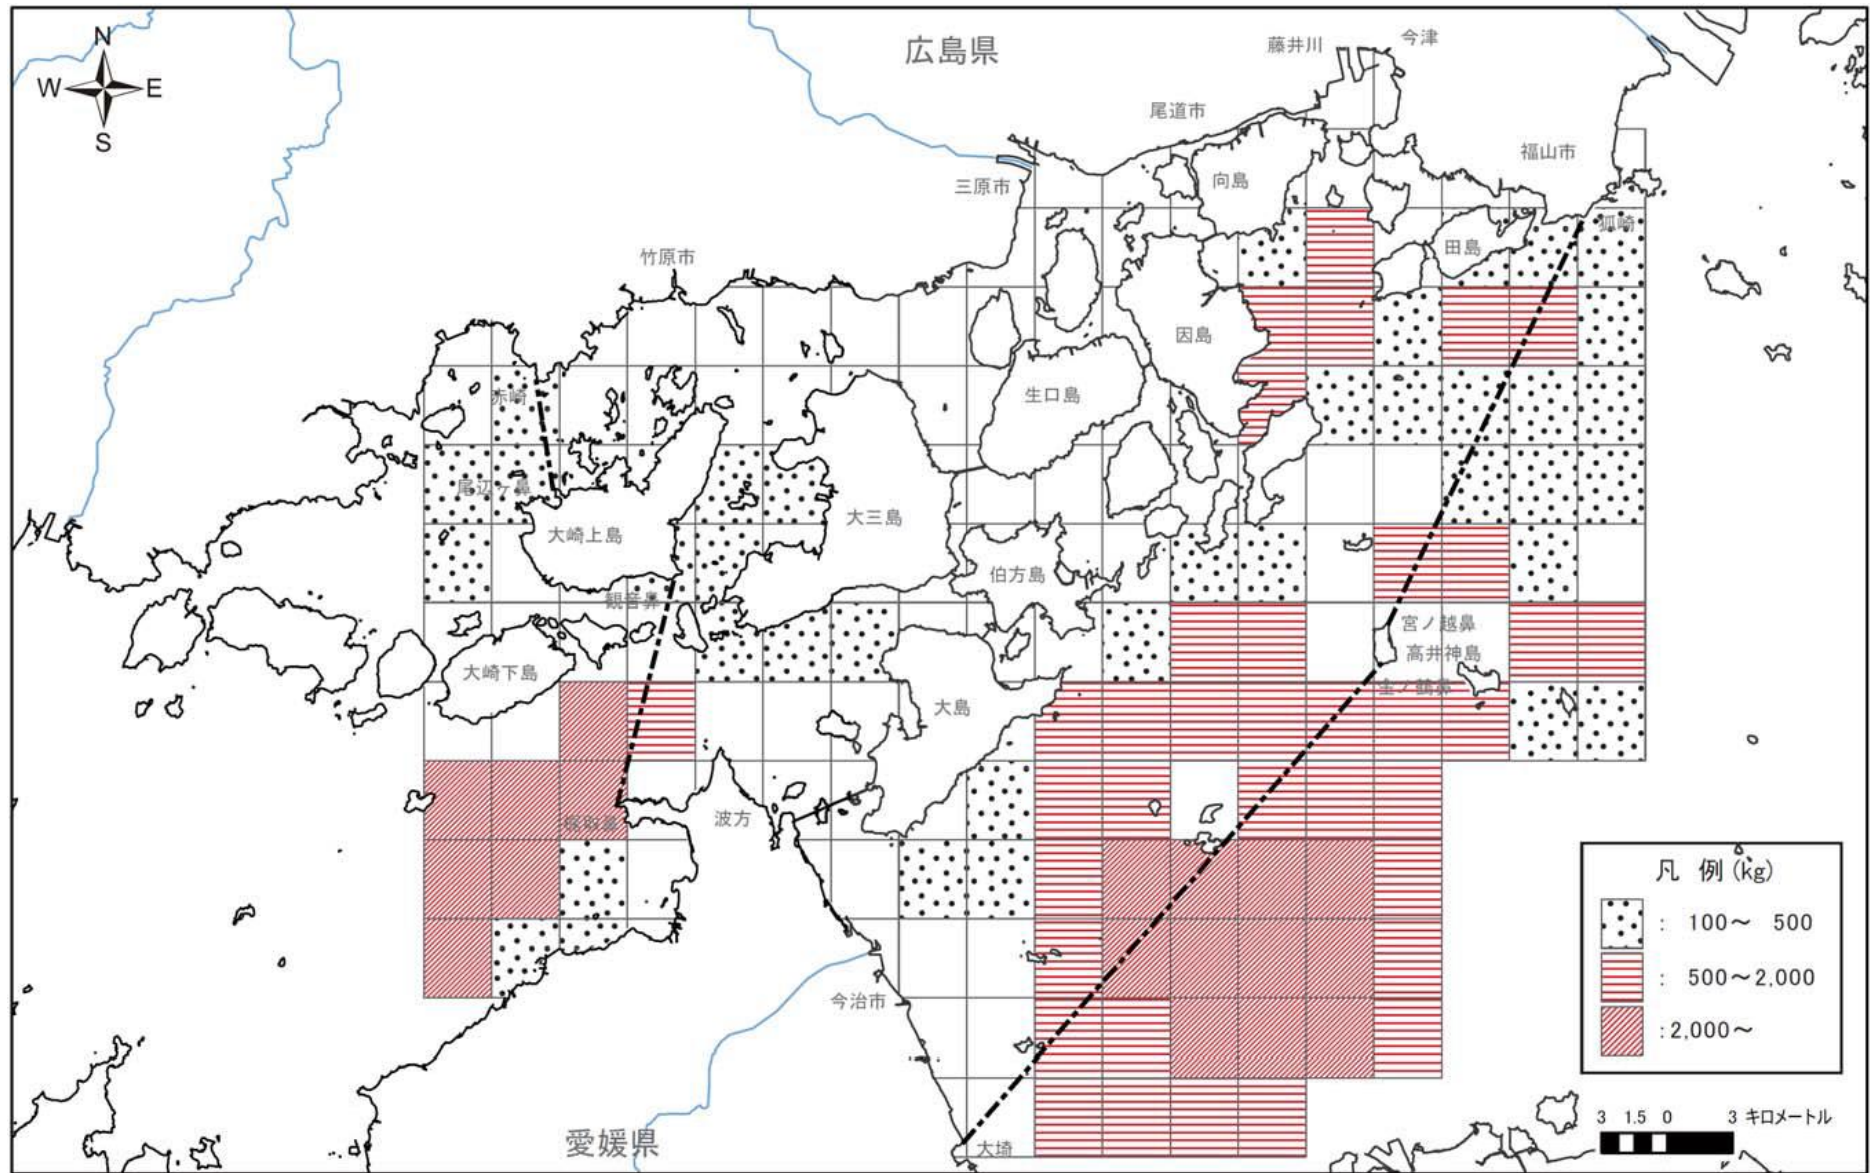 N
W E
S
広島県
藤井川
今津
尾道市
福山市
三原市
向島
狐崎
田島
竹原市
因島
赤崎
生口島
尾辺ケ鼻
大三島
大崎上島
伯方島
観音鼻
宮ノ越鼻
高井神島
大崎下島
大島
波方
今治市
愛媛県
大埼
凡 例 (kg)
: 100～ 500
: 500～2,000
:2,000～
3 1.5 0 3 キロメートル